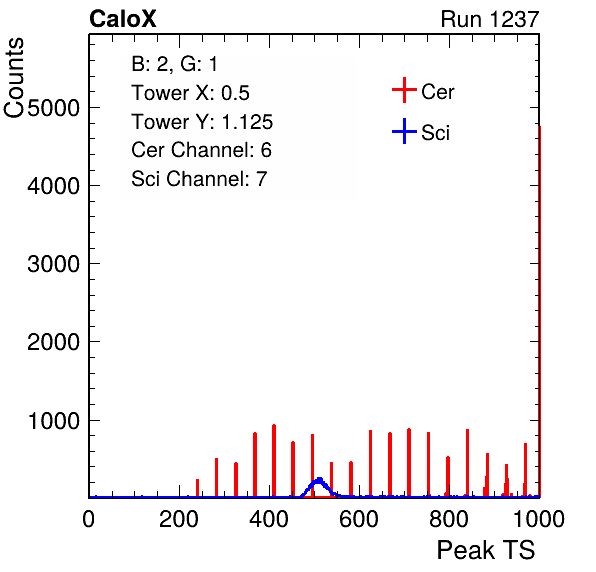 CaloX Run 1237
Counts
B: 2, G: 1
Tower X: 0.5
Tower Y: 1.125
Cer Channel: 6
Sci Channel: 7
Cer
Sci
5000
4000
3000
2000
1000
0 200 400 600 800 1000
Peak TS